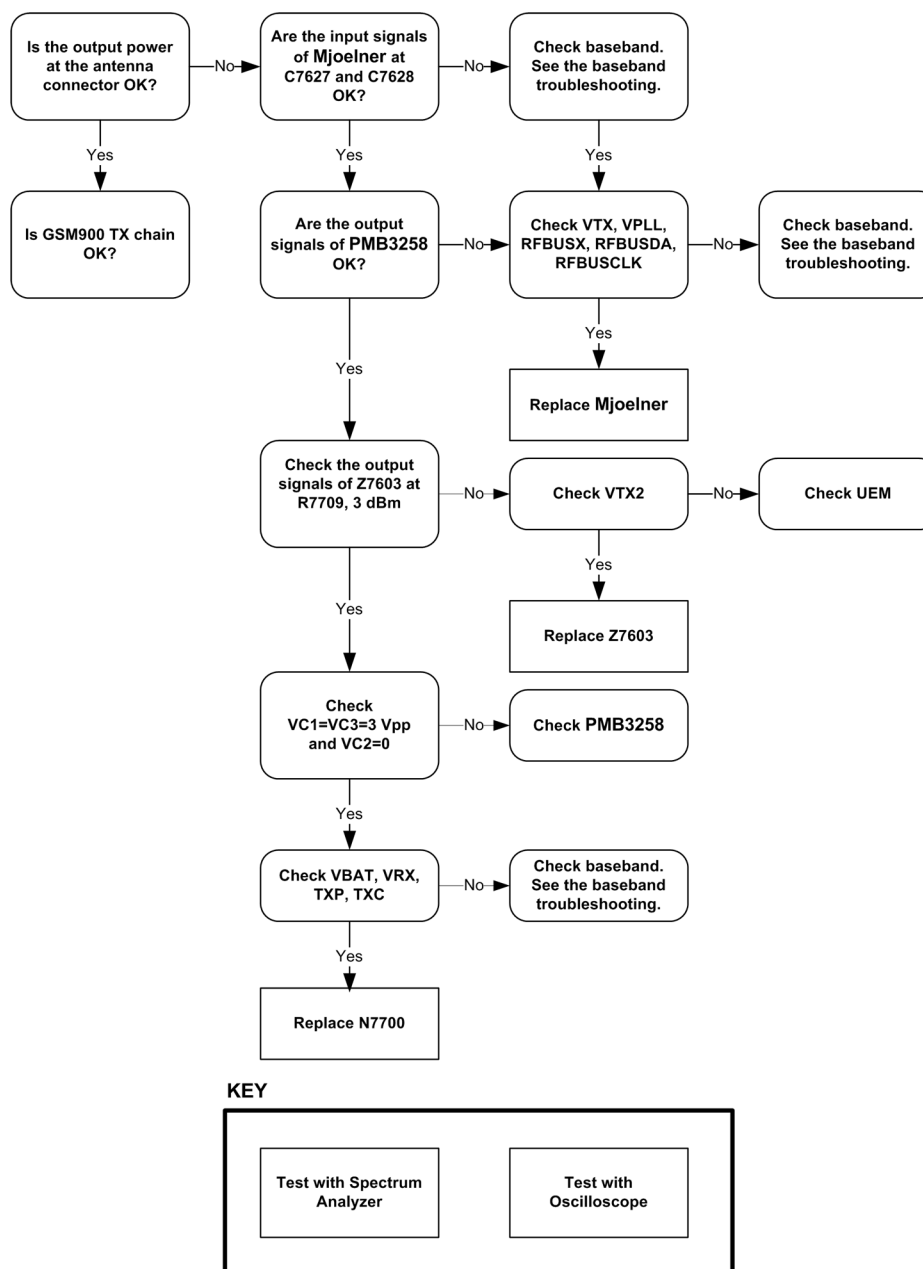 Is the output power
at the antenna
connector OK?
No
Are the input signals
of Mjoelner at
C7627 and C7628
OK?
No
Check baseband.
See the baseband
troubleshooting.
Yes
Yes
Yes
Is GSM900 TX chain
OK?
Are the output
signals of PMB3258
OK?
No
Check VTX, VPLL,
RFBUSX, RFBUSDA,
RFBUSCLK
No
Check baseband.
See the baseband
troubleshooting.
Yes
Yes
Replace Mjoelner
Check the output
signals of Z7603 at
R7709, 3 dBm
No
Check VTX2
No
Check UEM
Yes
Yes
Replace Z7603
Check
VC1=VC3=3 Vpp
and VC2=0
No
Check PMB3258
Yes
Check VBAT, VRX,
TXP, TXC
No
Check baseband.
See the baseband
troubleshooting.
Yes
Replace N7700
KEY
Test with Spectrum
Analyzer
Test with
Oscilloscope